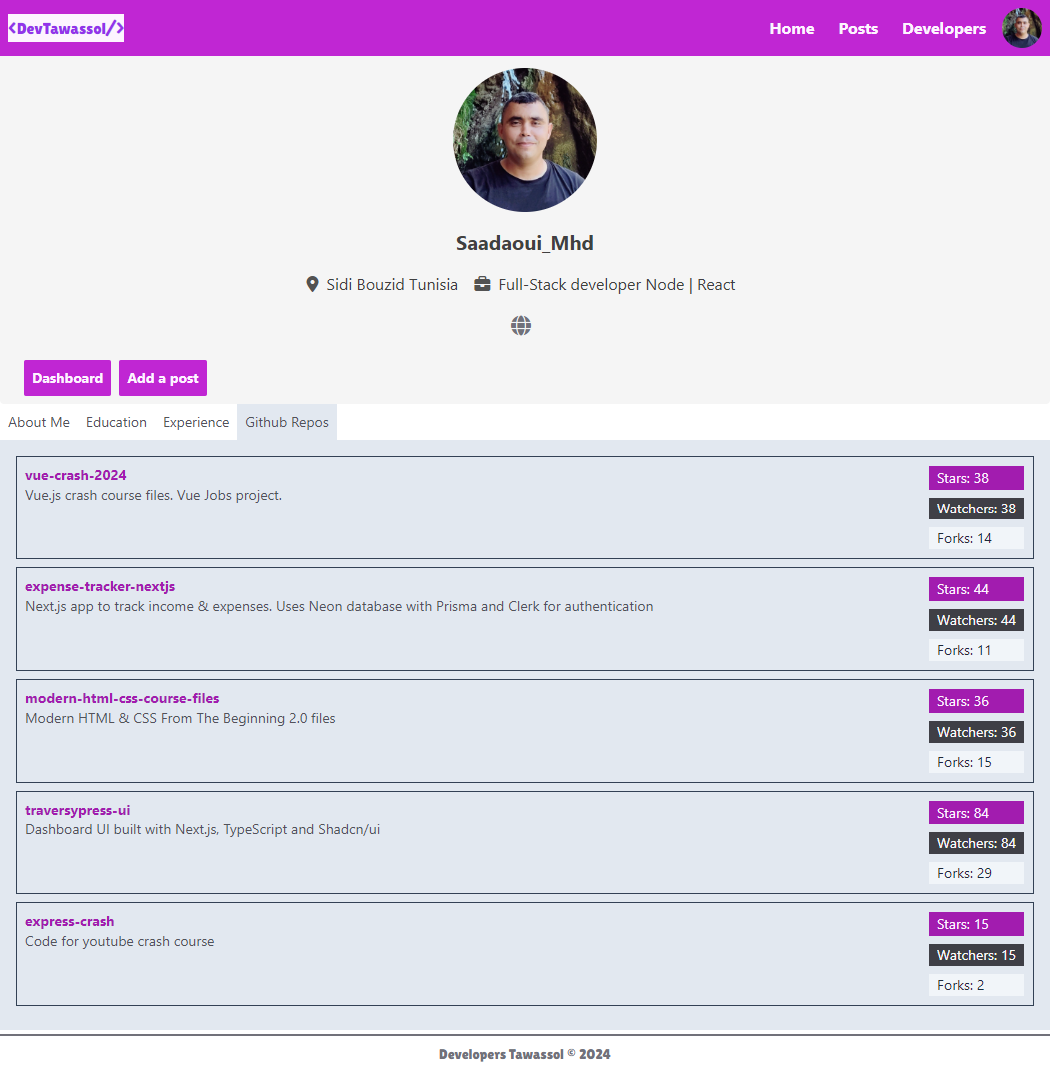 <DevTawassol/>
Home Posts Developers
Saadaoui_Mhd
Sidi Bouzid Tunisia Full-Stack developer Node | React
Dashboard Add a post
About Me Education Experience Github Repos
vue-crash-2024
Vue.js crash course files. Vue Jobs project.
Stars: 38
Watchers: 38
Forks: 14
expense-tracker-nextjs
Next.js app to track income & expenses. Uses Neon database with Prisma and Clerk for authentication
Stars: 44
Watchers: 44
Forks: 11
modern-html-css-course-files
Modern HTML & CSS From The Beginning 2.0 files
Stars: 36
Watchers: 36
Forks: 15
traversypress-ui
Dashboard UI built with Next.js, TypeScript and Shadcn/ui
Stars: 84
Watchers: 84
Forks: 29
express-crash
Code for youtube crash course
Stars: 15
Watchers: 15
Forks: 2
Developers Tawassol © 2024